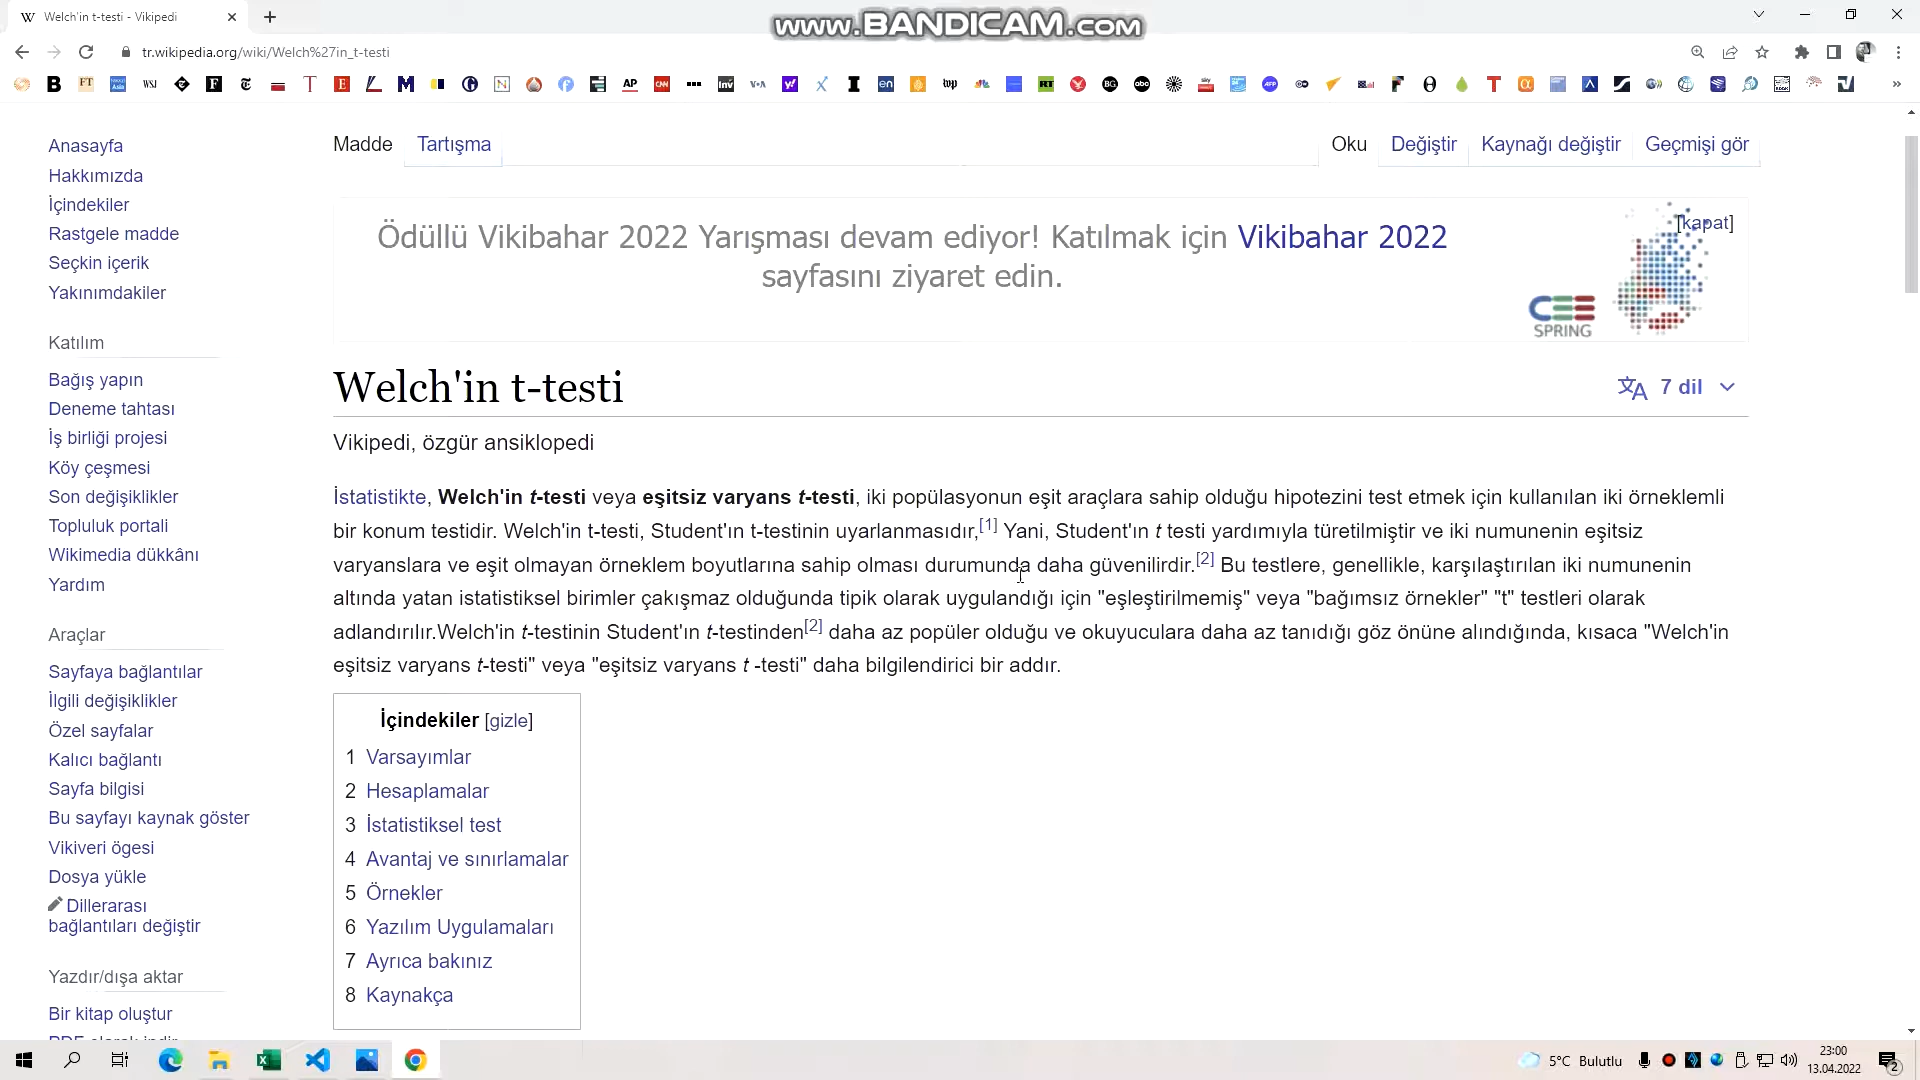 Welch'in t-testi - Vikipedi
www.BANDICAM.com
tr.wikipedia.org/wiki/Welch%27in_t-testi
Anasayfa
Hakkımızda
İçindekiler
Rastgele madde
Seçkin içerik
Yakınımdakiler
Katılım
Bağış yapın
Deneme tahtası
İş birliği projesi
Köy çeşmesi
Son değişiklikler
Topluluk portali
Wikimedia dükkânı
Yardım
Araçlar
Sayfaya bağlantılar
İlgili değişiklikler
Özel sayfalar
Kalıcı bağlantı
Sayfa bilgisi
Bu sayfayı kaynak göster
Vikiveri ögesi
Dosya yükle
Dillerarası
bağlantıları değiştir
Yazdır/dışa aktar
Bir kitap oluştur
Madde Tartışma Oku Değiştir Kaynağı değiştir Geçmişi gör
Ödüllü Vikibahar 2022 Yarışması devam ediyor! Katılmak için Vikibahar 2022
sayfasını ziyaret edin.
[kapat]
CEE
SPRING
Welch'in t-testi
7 dil
Vikipedi, özgür ansiklopedi
İstatistikte, Welch'in t-testi veya eşitsiz varyans t-testi, iki popülasyonun eşit araçlara sahip olduğu hipotezini test etmek için kullanılan iki örneklemli
bir konum testidir. Welch'in t-testi, Student'ın t-testinin uyarlanmasıdır,[1] Yani, Student'ın t testi yardımıyla türetilmiştir ve iki numunenin eşitsiz
varyanslara ve eşit olmayan örneklem boyutlarına sahip olması durumunda daha güvenilirdir.[2] Bu testlere, genellikle, karşılaştırılan iki numunenin
altında yatan istatistiksel birimler çakışmaz olduğunda tipik olarak uygulandığı için "eşleştirilmemiş" veya "bağımsız örnekler" "t" testleri olarak
adlandırılır.Welch'in t-testinin Student'ın t-testinden[2] daha az popüler olduğu ve okuyuculara daha az tanıdığı göz önüne alındığında, kısaca "Welch'in
eşitsiz varyans t-testi" veya "eşitsiz varyans t -testi" daha bilgilendirici bir addır.
İçindekiler [gizle]
1 Varsayımlar
2 Hesaplamalar
3 İstatistiksel test
4 Avantaj ve sınırlamalar
5 Örnekler
6 Yazılım Uygulamaları
7 Ayrıca bakınız
8 Kaynakça
5°C Bulutlu
23:00
13.04.2022
2